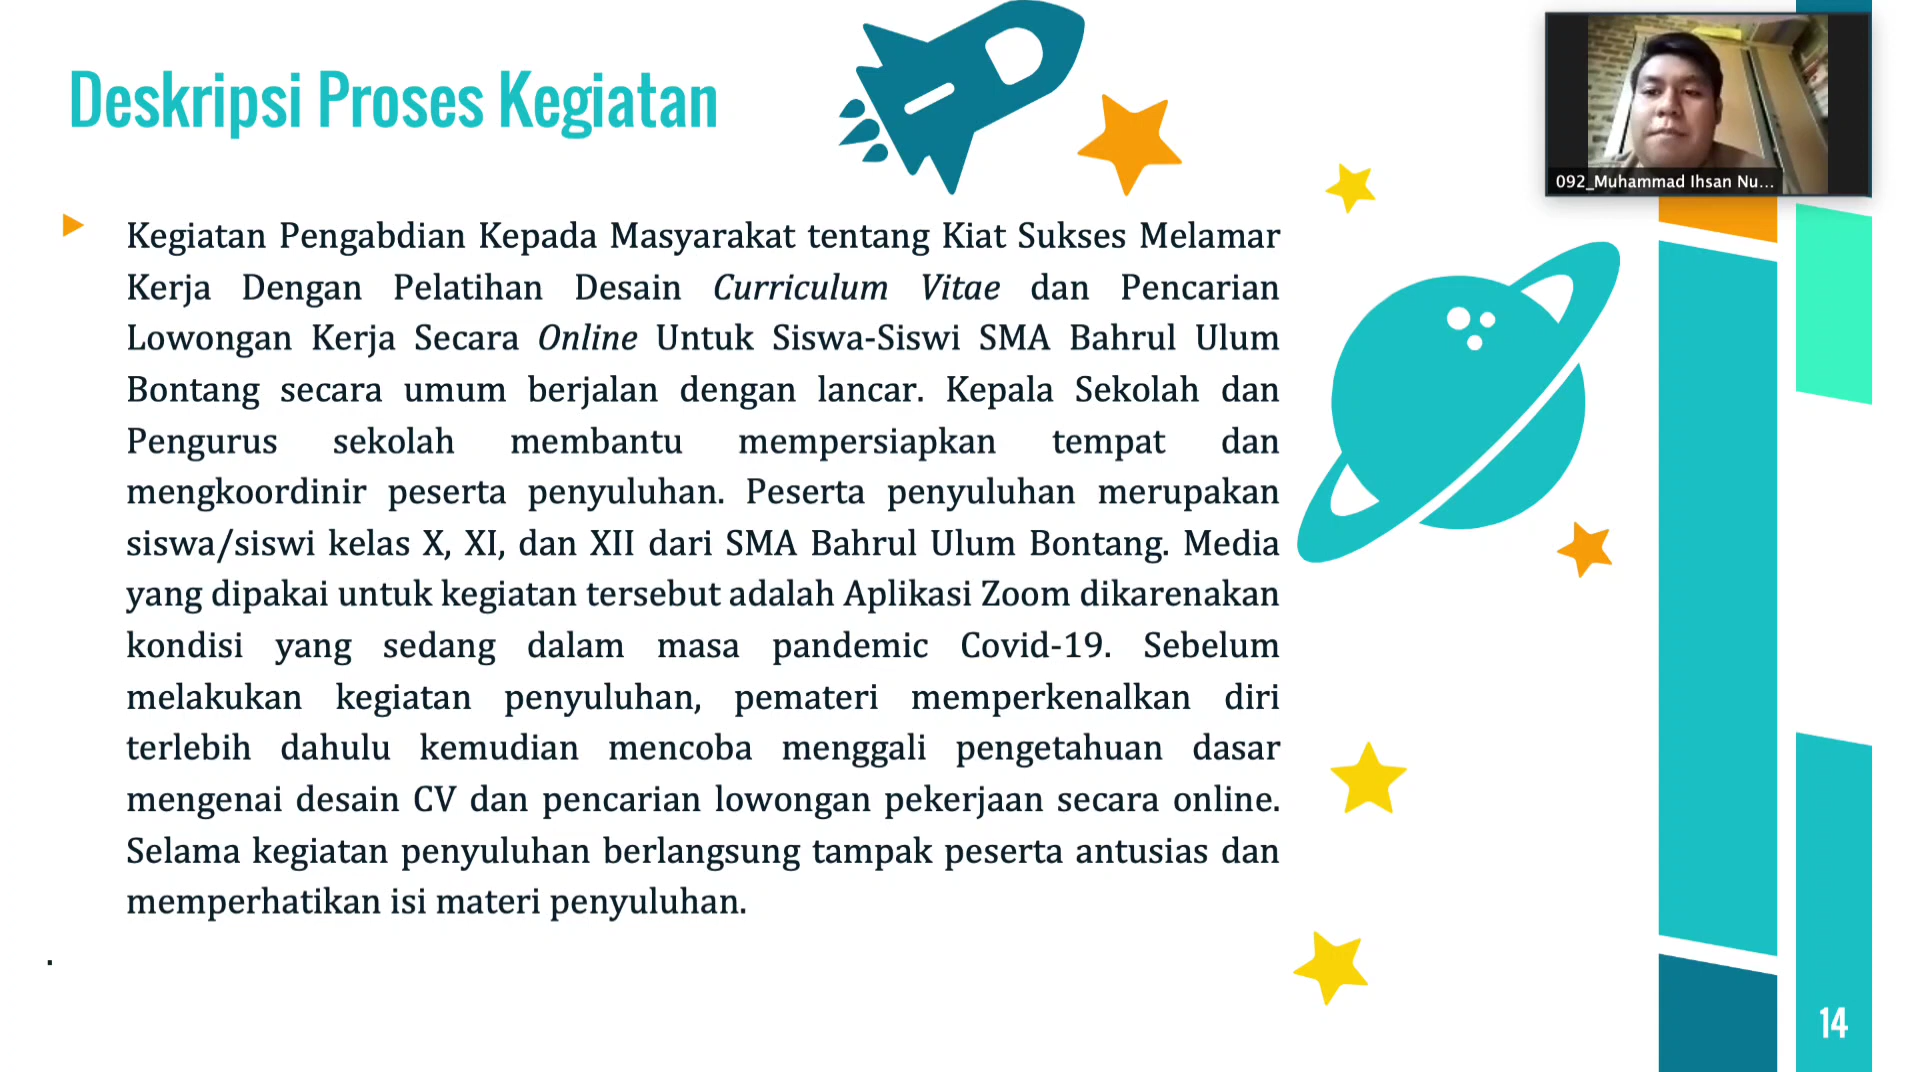 Deskripsi Proses Kegiatan
092_Muhammad Ihsan Nu...
Kegiatan Pengabdian Kepada Masyarakat tentang Kiat Sukses Melamar
Kerja Dengan Pelatihan Desain Curriculum Vitae dan Pencarian
Lowongan Kerja Secara Online Untuk Siswa-Siswi SMA Bahrul Ulum
Bontang secara umum berjalan dengan lancar. Kepala Sekolah dan
Pengurus sekolah membantu mempersiapkan tempat dan
mengkoordinir peserta penyuluhan. Peserta penyuluhan merupakan
siswa/siswi kelas X, XI, dan XII dari SMA Bahrul Ulum Bontang. Media
yang dipakai untuk kegiatan tersebut adalah Aplikasi Zoom dikarenakan
kondisi yang sedang dalam masa pandemic Covid-19. Sebelum
melakukan kegiatan penyuluhan, pemateri memperkenalkan diri
terlebih dahulu kemudian mencoba menggali pengetahuan dasar
mengenai desain CV dan pencarian lowongan pekerjaan secara online.
Selama kegiatan penyuluhan berlangsung tampak peserta antusias dan
memperhatikan isi materi penyuluhan.
.
14